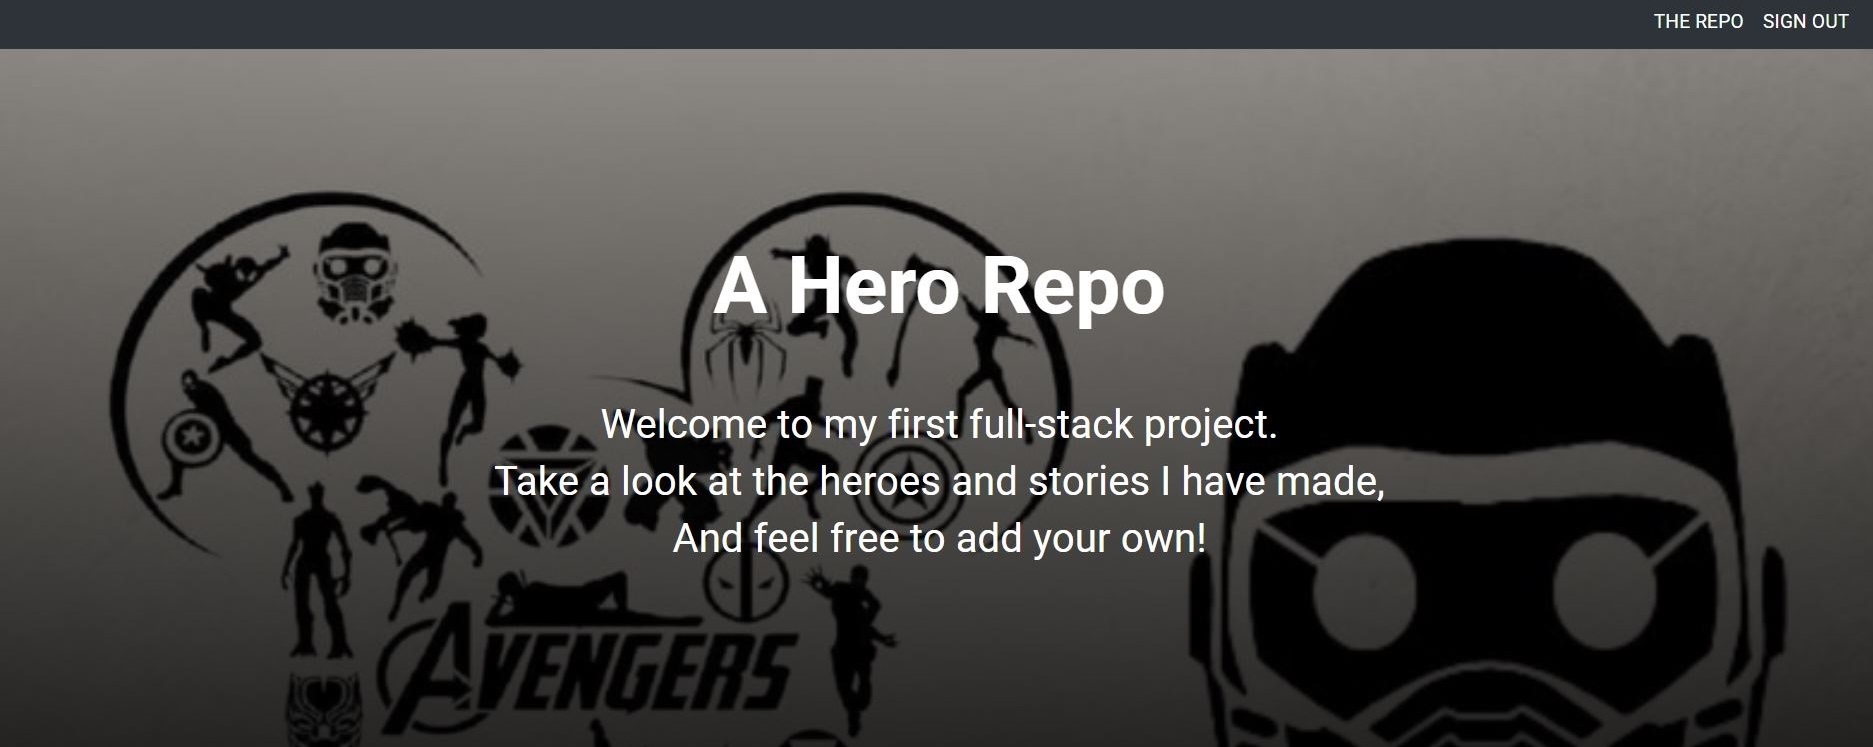 THE REPO SIGN OUT
A Hero Repo
Welcome to my first full-stack project.
Take a look at the heroes and stories I have made,
And feel free to add your own!
AVENGERS